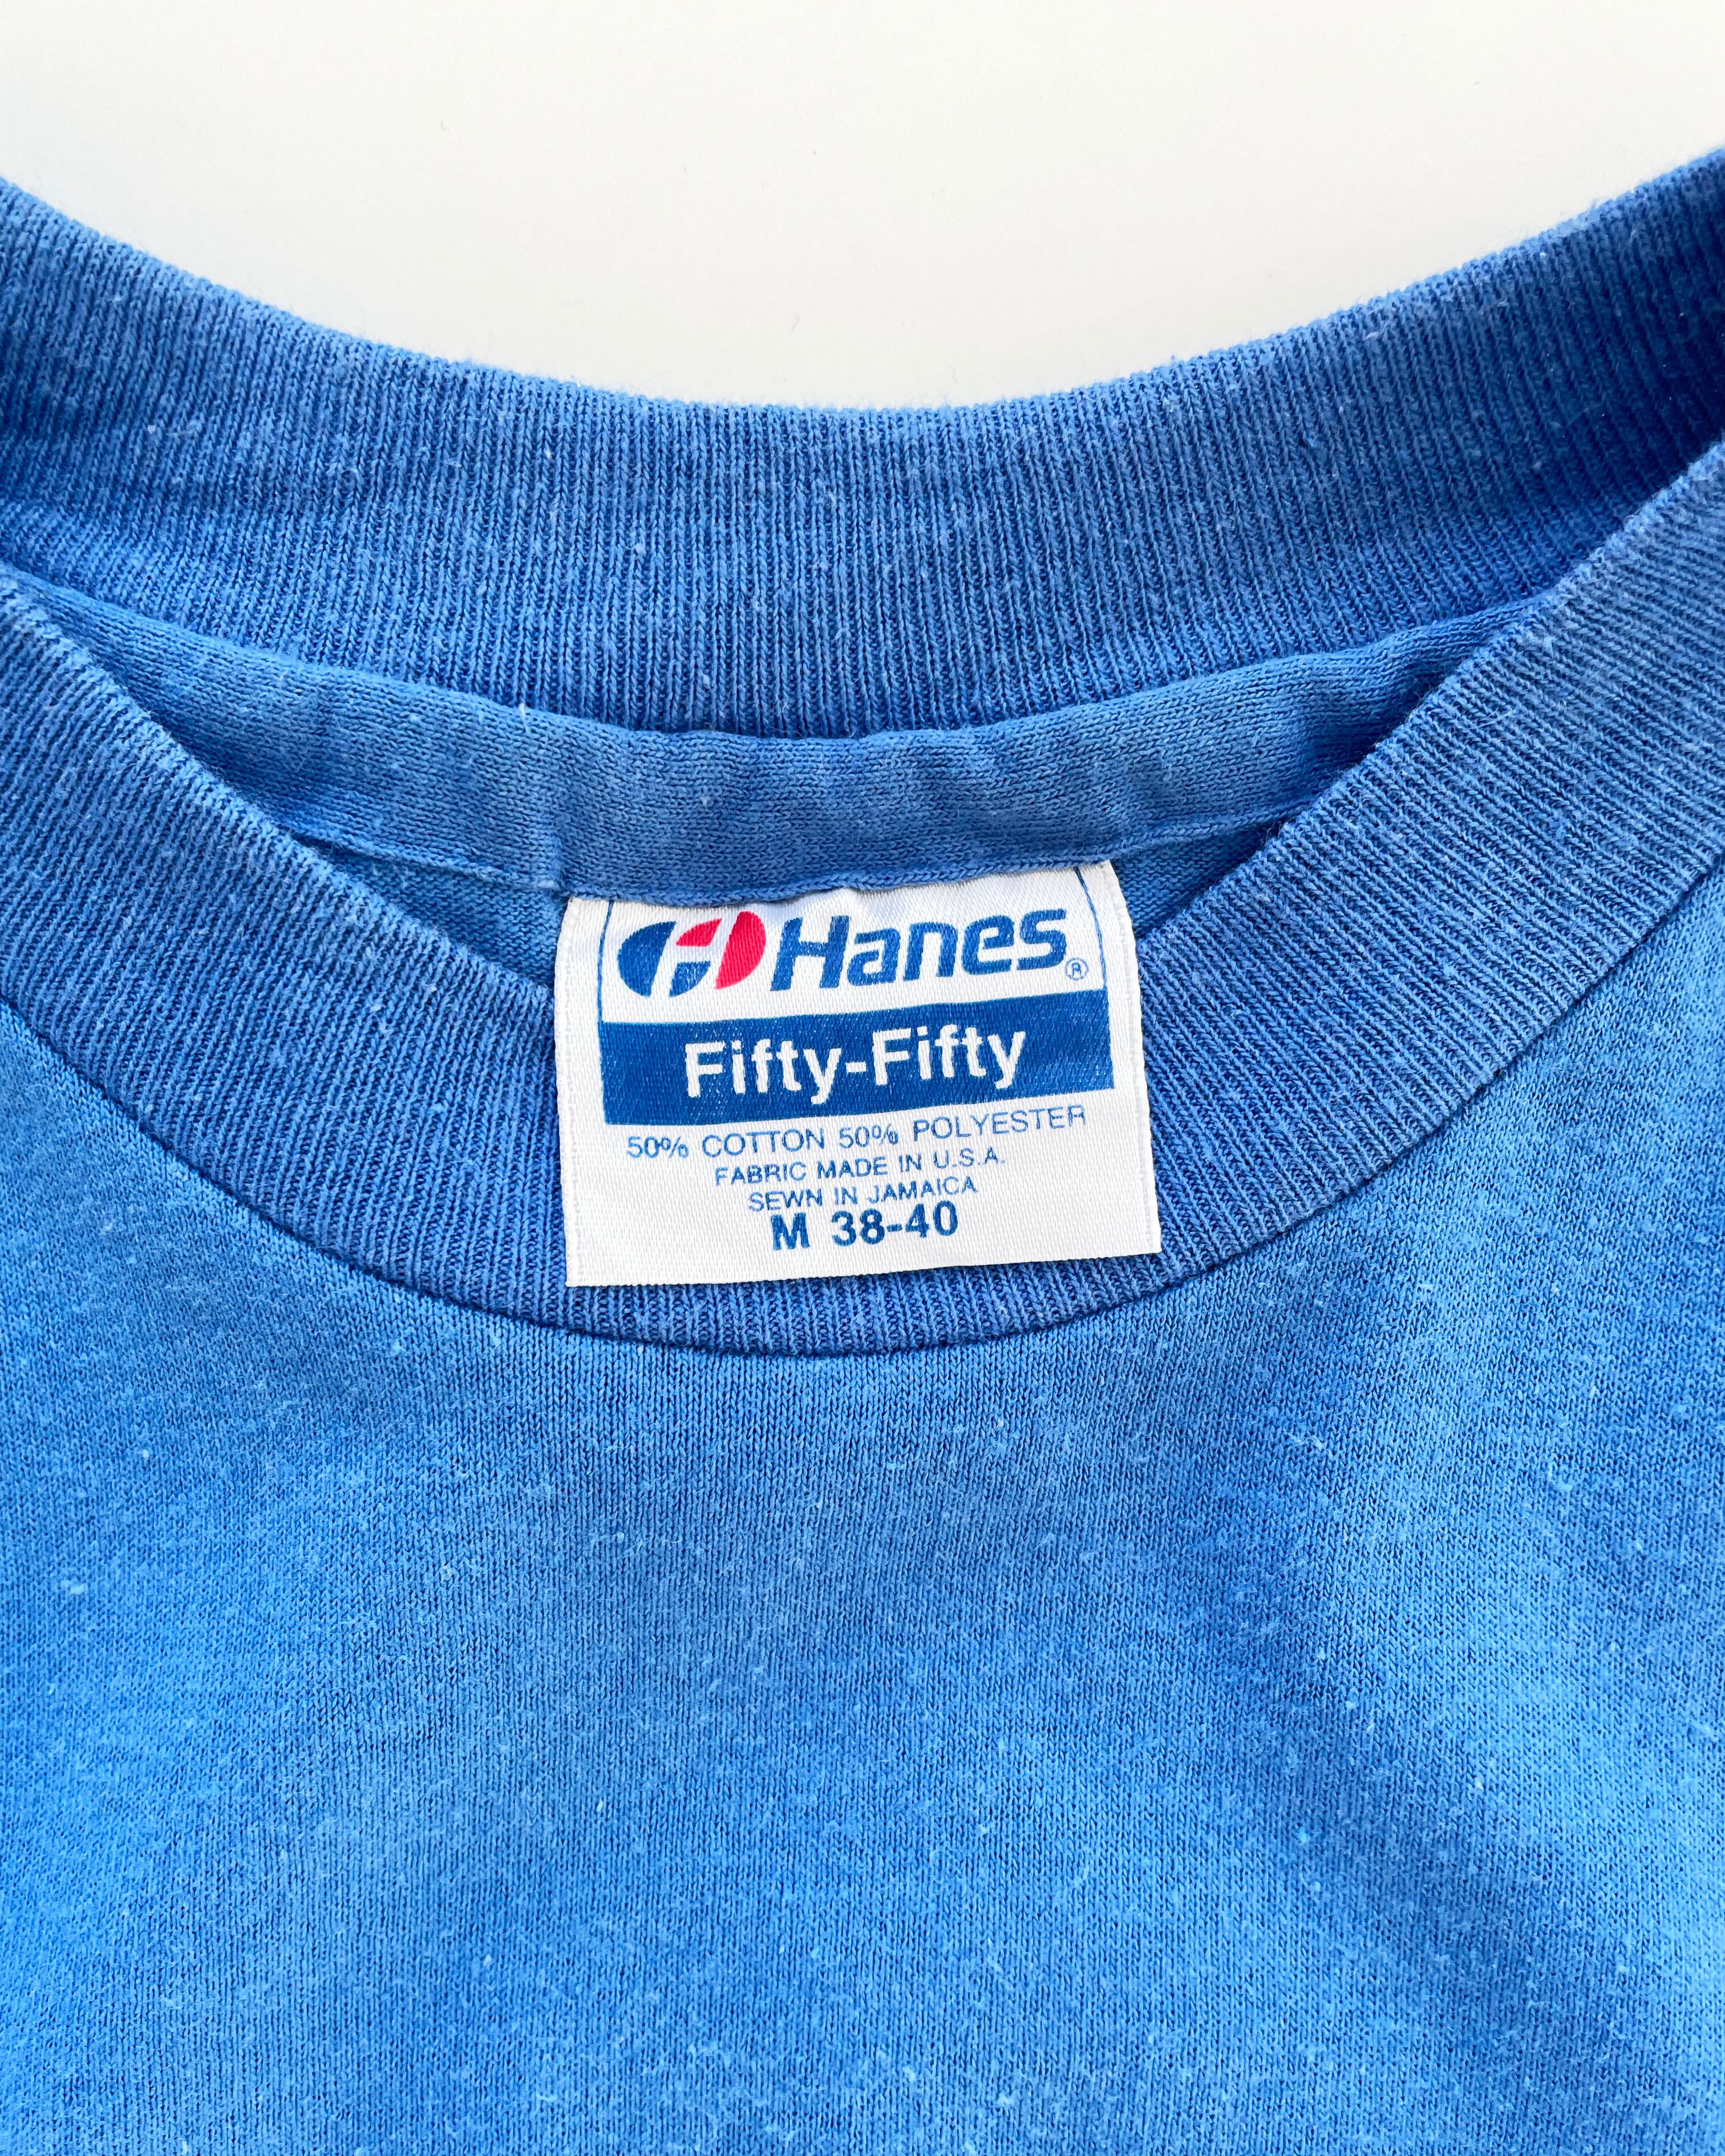 Hanes®
Fifty-Fifty
50% COTTON 50% POLYESTER
FABRIC MADE IN U.S.A.
SEWN IN JAMAICA
M 38-40